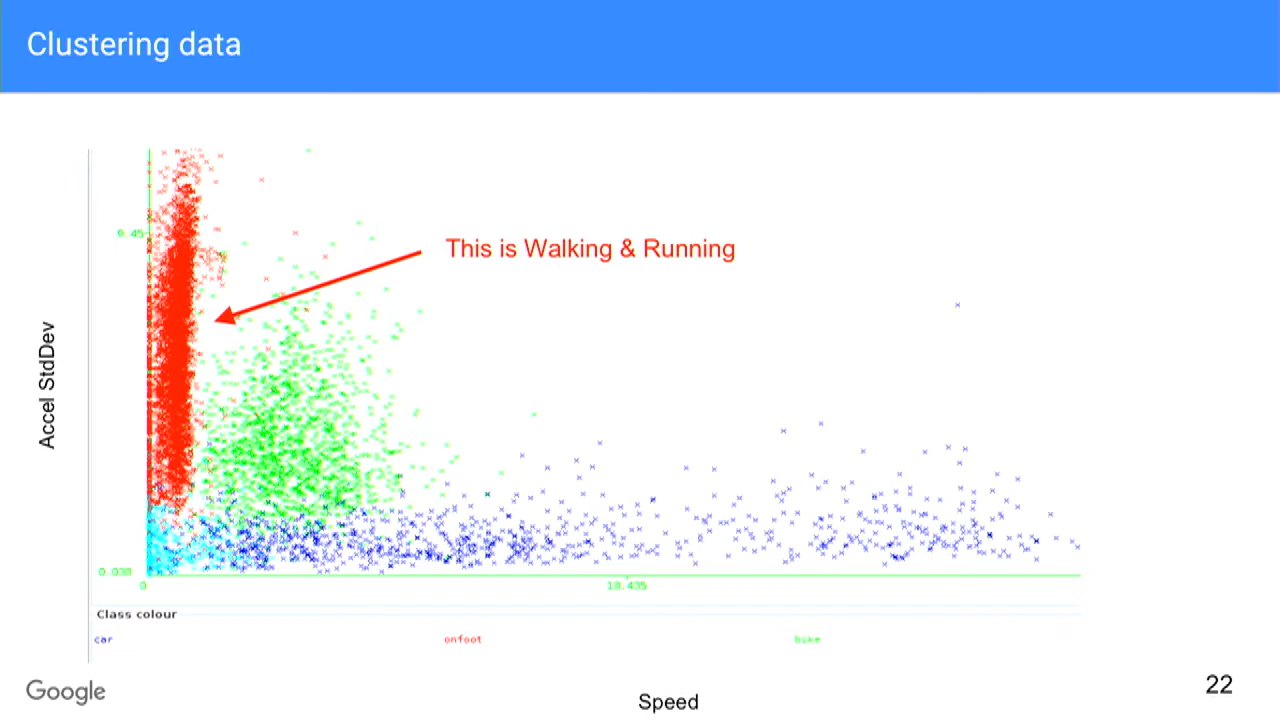 Clustering data
0.45
This is Walking & Running
Accel StdDev
0.038
0
18.435
Class colour
car
onfoot
bike
Google
Speed
22